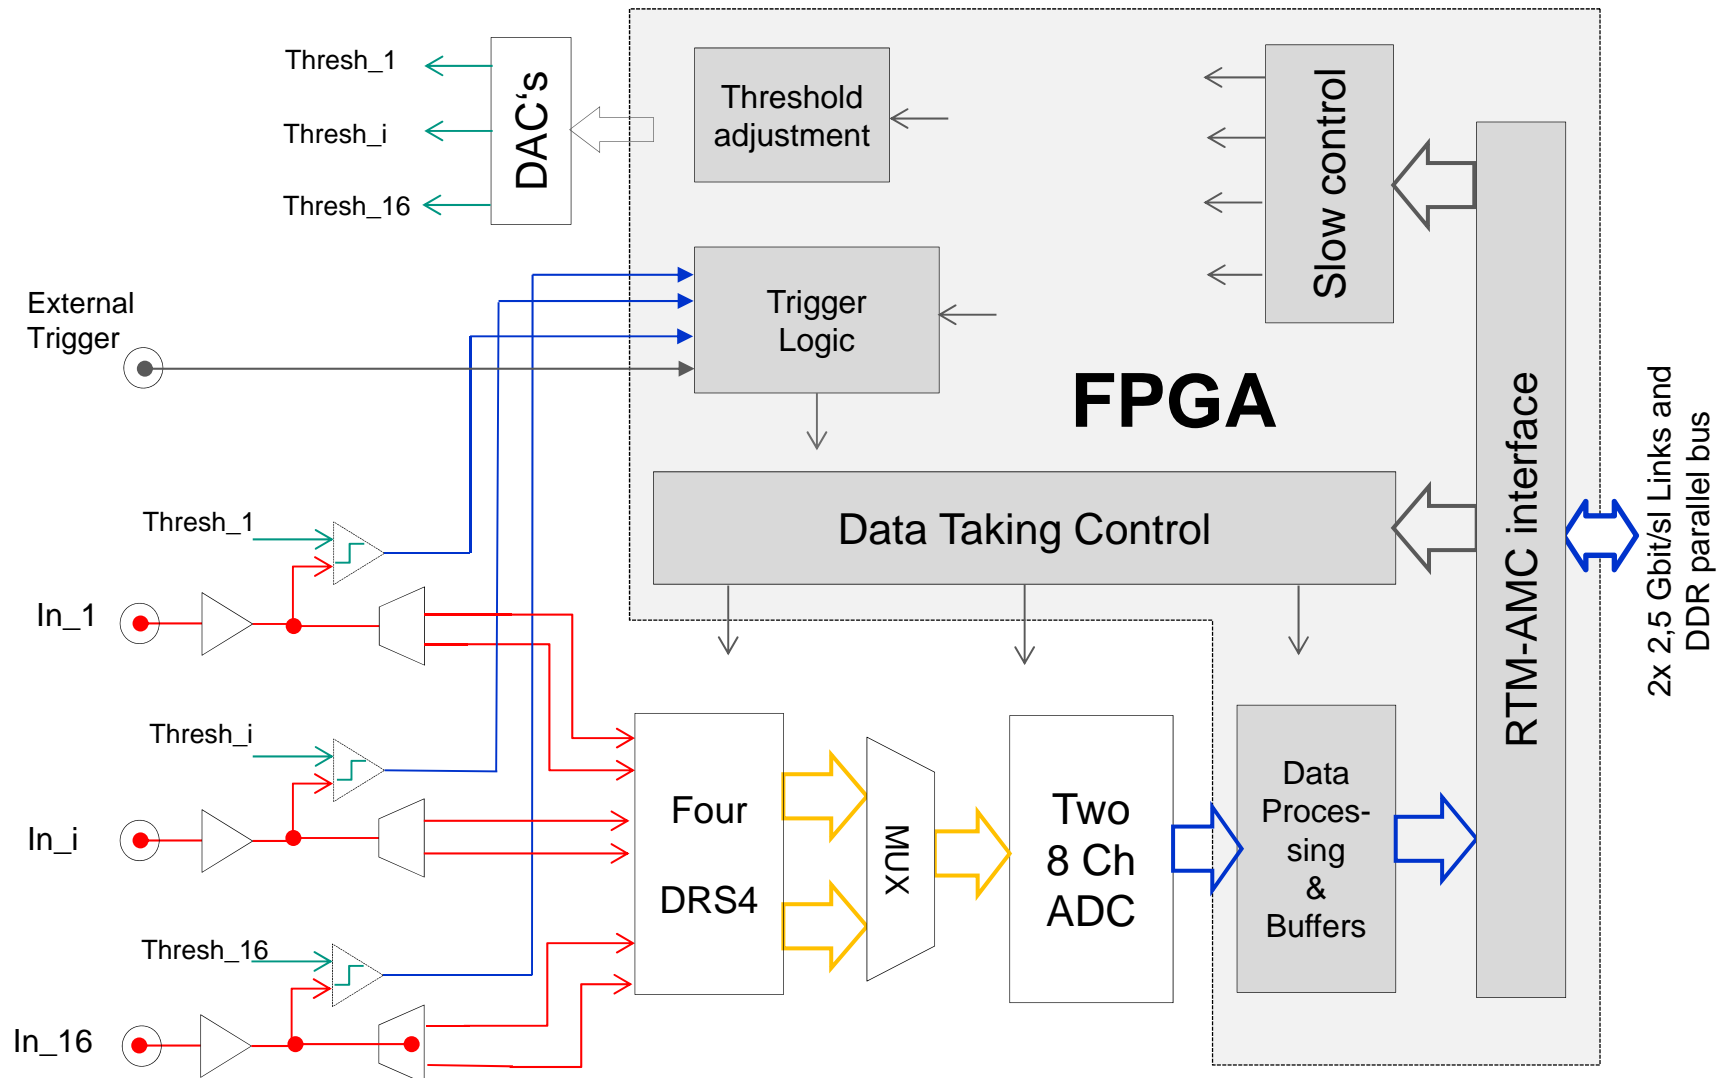 Thresh_1
Thresh_i
Thresh_16
DAC‘s
Threshold
adjustment
Slow control
External
Trigger
Trigger
Logic
FPGA
Data Taking Control
RTM-AMC interface
2x 2,5 Gbit/sl Links and
DDR parallel bus
Thresh_1
In_1
Thresh_i
In_i
Thresh_16
In_16
Four
DRS4
MUX
Two
8 Ch
ADC
Data
Proces-
sing
&
Buffers